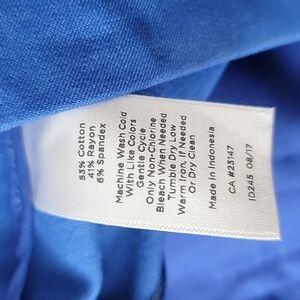 53% Cotton
41% Rayon
6% Spandex
Machine Wash Cold
With Like Colors
Gentle Cycle
Only Non-Chlorine
Bleach When Needed
Tumble Dry Low
Warm Iron, If Needed
Or Dry Clean
Made in Indonesia
CA #23147
ID245 08/17